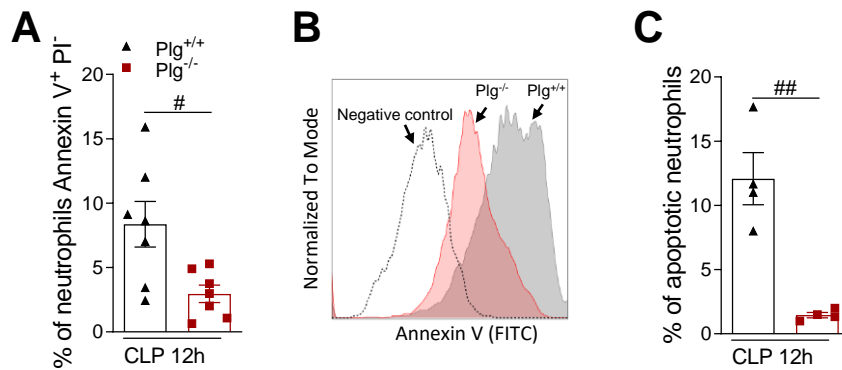 A
% of neutrophils Annexin V+ PI-
Plg+/+
Plg-/-
20
15
10
5
0
#
CLP 12h
B
Normalized To Mode
Negative control
Plg-/-
Plg+/+
Annexin V (FITC)
C
% of apoptotic neutrophils
20
15
10
5
0
##
CLP 12h